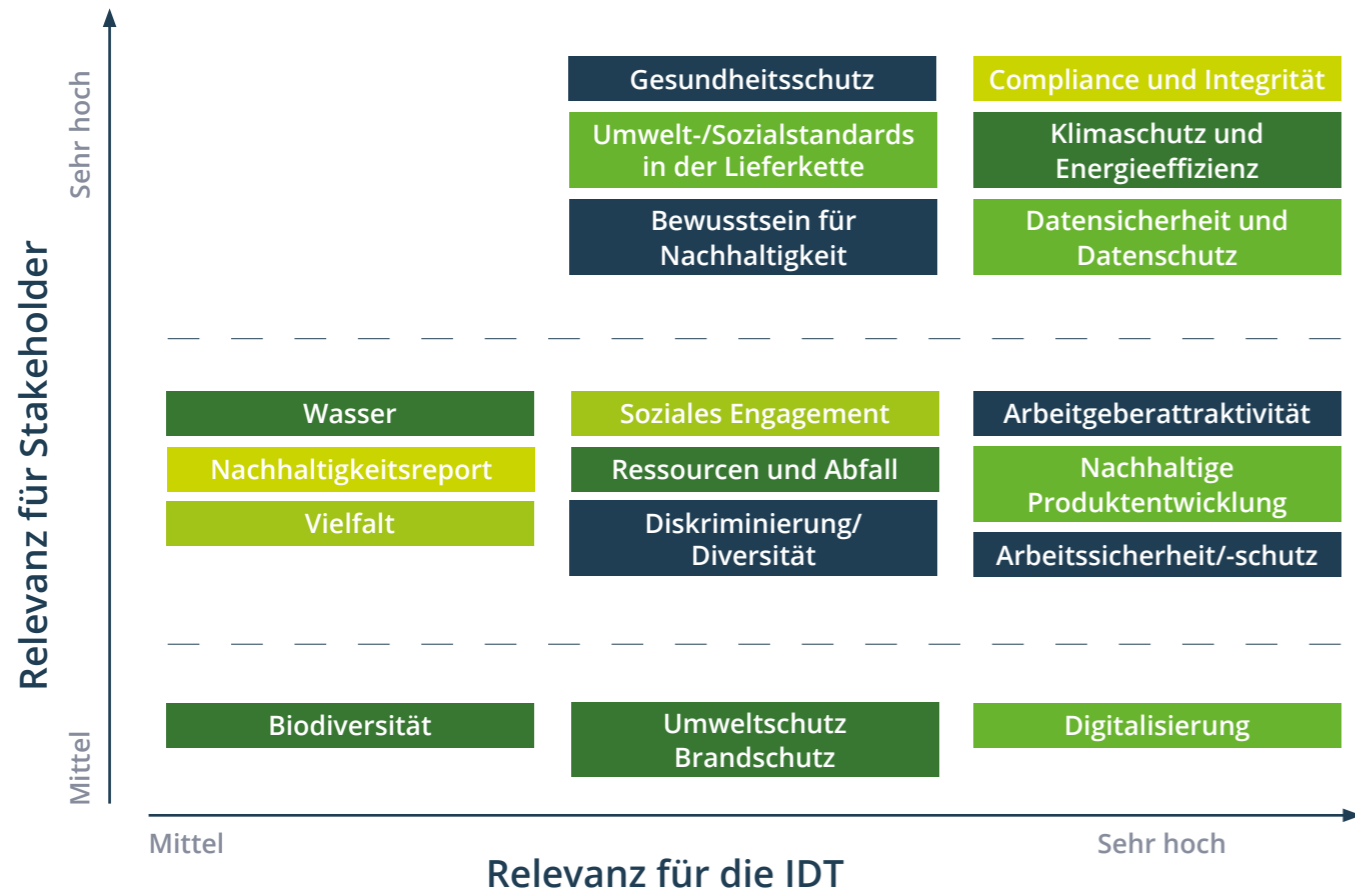 Relevanz für Stakeholder
Sehr hoch
Mittel
Gesundheitsschutz
Umwelt-/Sozialstandards
in der Lieferkette
Bewusstsein für
Nachhaltigkeit
Compliance und Integrität
Klimaschutz und
Energieeffizienz
Datensicherheit und
Datenschutz
Wasser
Nachhaltigkeitsreport
Vielfalt
Soziales Engagement
Ressourcen und Abfall
Diskriminierung/
Diversität
Arbeitgeberattraktivität
Nachhaltige
Produktentwicklung
Arbeitssicherheit/-schutz
Biodiversität
Umweltschutz
Brandschutz
Digitalisierung
Mittel
Sehr hoch
Relevanz für die IDT